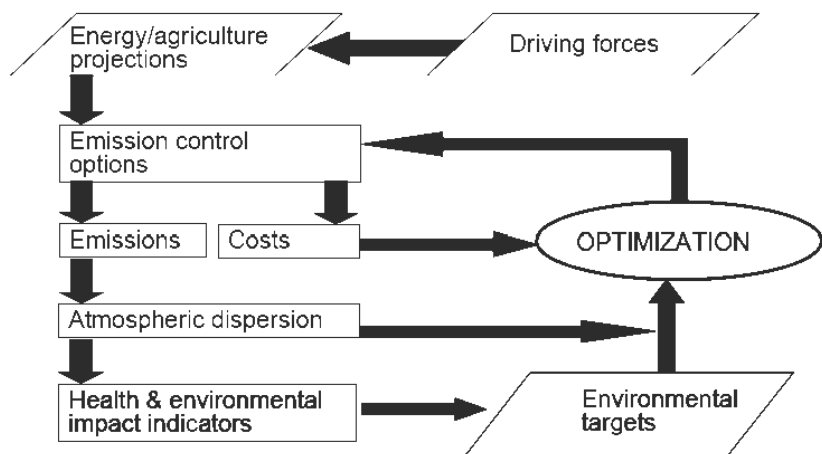 Energy/agriculture
projections
Driving forces
Emission control
options
Emissions
Costs
OPTIMIZATION
Atmospheric dispersion
Health & environmental
impact indicators
Environmental
targets